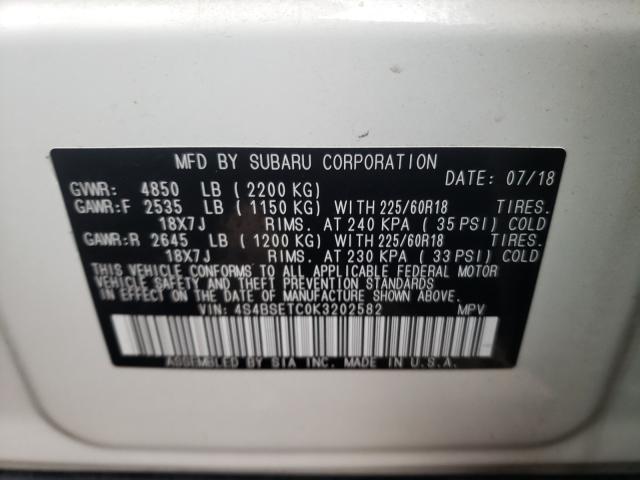 MFD BY SUBARU CORPORATION
DATE: 07/18
GVWR: 4850 LB (2200 KG)
GAWR:F 2535 LB (1150 KG) WITH 225/60R18 TIRES.
18X7J RIMS. AT 240 KPA (35 PSI) COLD
GAWR:R 2645 LB (1200 KG) WITH 225/60R18 TIRES.
18X7J RIMS. AT 230 KPA (33 PSI) COLD
THIS VEHICLE CONFORMS TO ALL APPLICABLE FEDERAL MOTOR
VEHICLE SAFETY AND THEFT PREVENTION STANDARDS
IN EFFECT ON THE DATE OF MANUFACTURE SHOWN ABOVE.
VIN: 4S4BSETC0K3202582 MPV
ASSEMBLED BY SIA INC. MADE IN U.S.A.